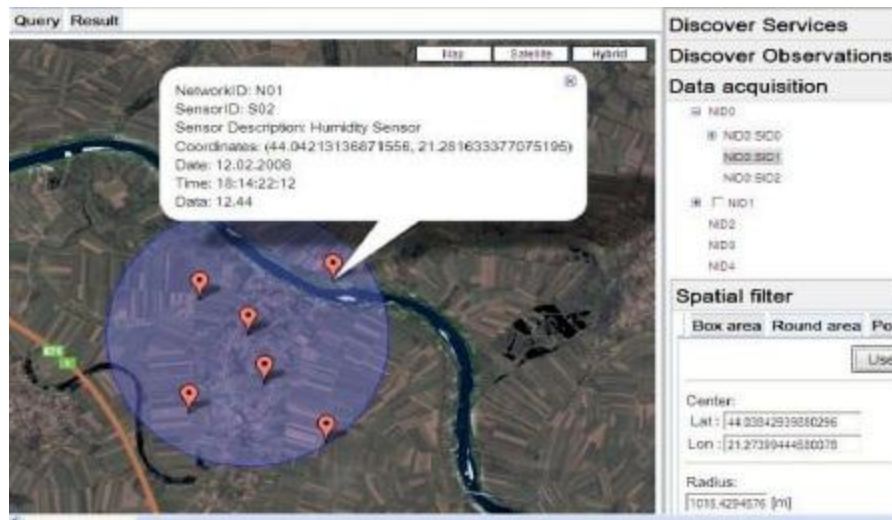 Query Result
Map Satellite Hybrid
NetworkID: N01
SensorID: S02
Sensor Description: Humidity Sensor
Coordinates: (44.04213136871556, 21.281633377075195)
Date: 12.02.2008
Time: 18:14:22:12
Data: 12.44
Discover Services
Discover Observations
Data acquisition
NID0
NID0:SID0
NID0:SID1
NID0:SID2
NID1
NID2
NID3
NID4
Spatial filter
Box area Round area Po
Use
Center:
Lat:
Lon:
Radius:
[m]